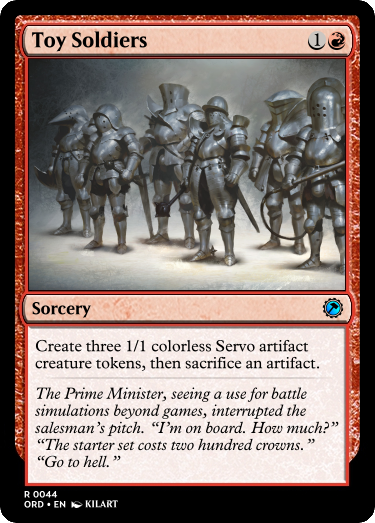 Toy Soldiers 1
Sorcery
Create three 1/1 colorless Servo artifact
creature tokens, then sacrifice an artifact.
The Prime Minister, seeing a use for battle
simulations beyond games, interrupted the
salesman's pitch. “I'm on board. How much?”
“The starter set costs two hundred crowns.”
“Go to hell.”
R 0044
ORD • EN KILART